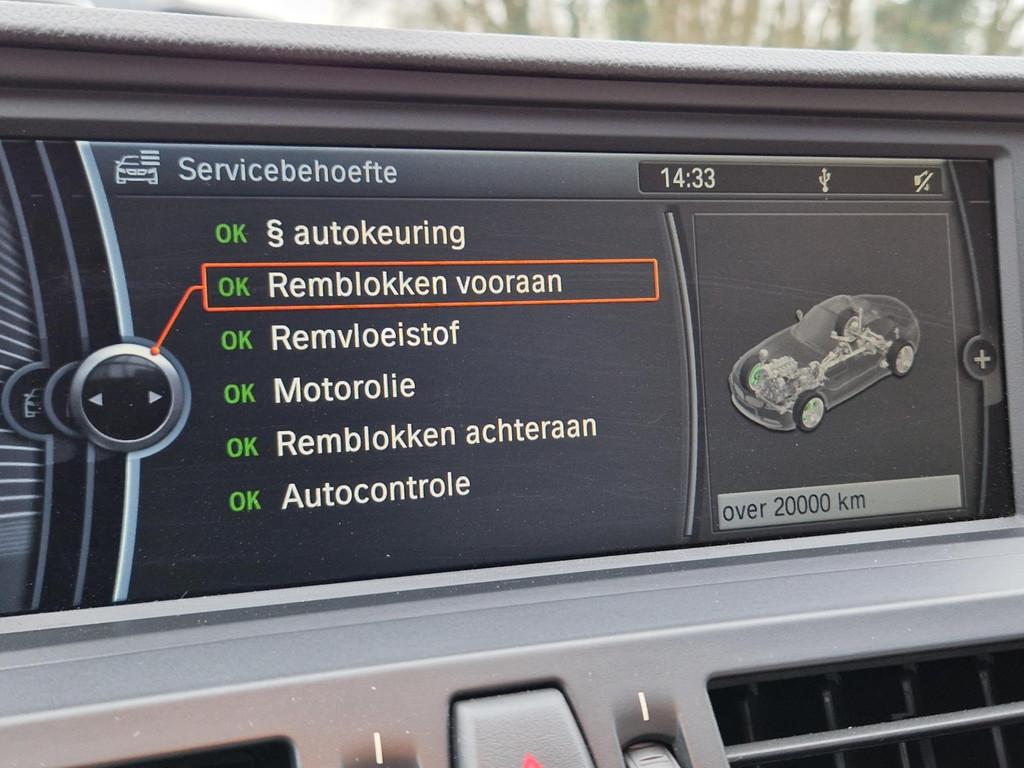 Servicebehoefte
14:33
OK § autokeuring
OK Remblokken vooraan
OK Remvloeistof
OK Motorolie
OK Remblokken achteraan
OK Autocontrole
over 20000 km